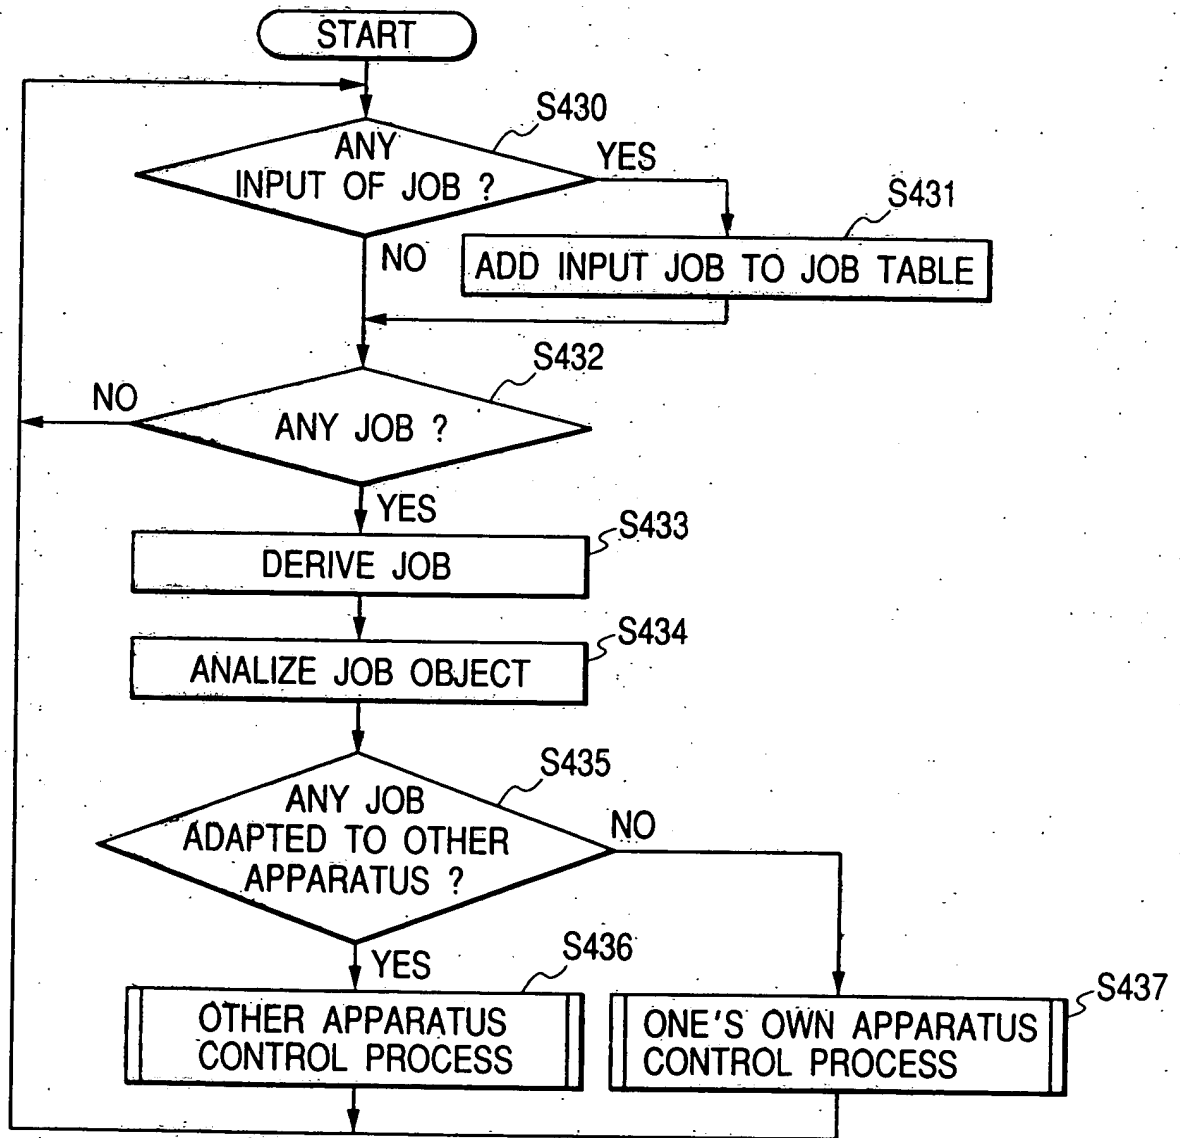 START
S430
ANY
INPUT OF JOB ?
YES
S431
NO
ADD INPUT JOB TO JOB TABLE
S432
NO
ANY JOB ?
YES
S433
DERIVE JOB
S434
ANALIZE JOB OBJECT
S435
ANY JOB
ADAPTED TO OTHER
APPARATUS ?
NO
YES
S436
OTHER APPARATUS
CONTROL PROCESS
S437
ONE'S OWN APPARATUS
CONTROL PROCESS